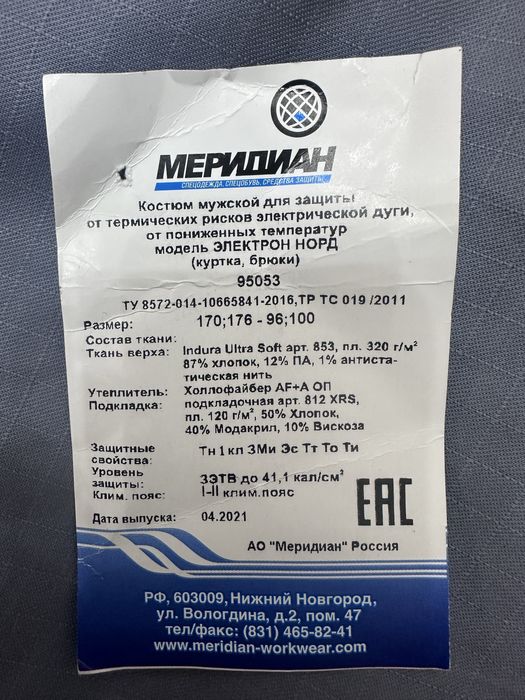 МЕРИДИАН
СПЕЦОДЕЖДА, СПЕЦОБУВЬ, СРЕДСТВА ЗАЩИТЫ
Костюм мужской для защиты
от термических рисков электрической дуги,
от пониженных температур
модель ЭЛЕКТРОН НОРД
(куртка, брюки)
95053
ТУ 8572-014-10665841-2016,ТР ТС 019 /2011
Размер: 170;176 - 96;100
Состав ткани:
Ткань верха: Indura Ultra Soft арт. 853, пл. 320 г/м²
87% хлопок, 12% ПА, 1% антиста-
тическая нить
Утеплитель: Холлофайбер AF+A ОП
Подкладка: подкладочная арт. 812 XRS,
пл. 120 г/м², 50% Хлопок,
40% Модакрил, 10% Вискоза
Защитные
свойства: Тн 1 кл ЗМи Эс Тт То Ти
Уровень
защиты: ЗЭТВ до 41,1 кал/см²
Клим. пояс: I-II клим.пояс
Дата выпуска: 04.2021
ЕАС
АО "Меридиан" Россия
РФ, 603009, Нижний Новгород,
ул. Вологдина, д.2, пом. 47
тел/факс: (831) 465-82-41
www.meridian-workwear.com